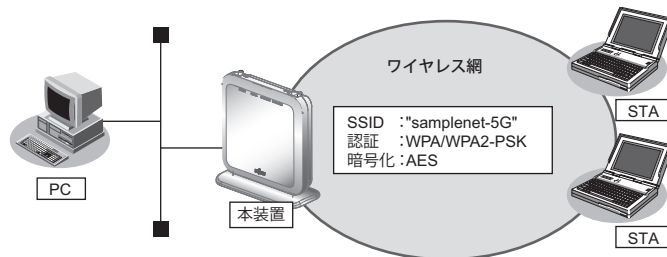 ワイヤレス網
SSID :"samplenet-5G"
認証 :WPA/WPA2-PSK
暗号化:AES
STA
PC
本装置
STA